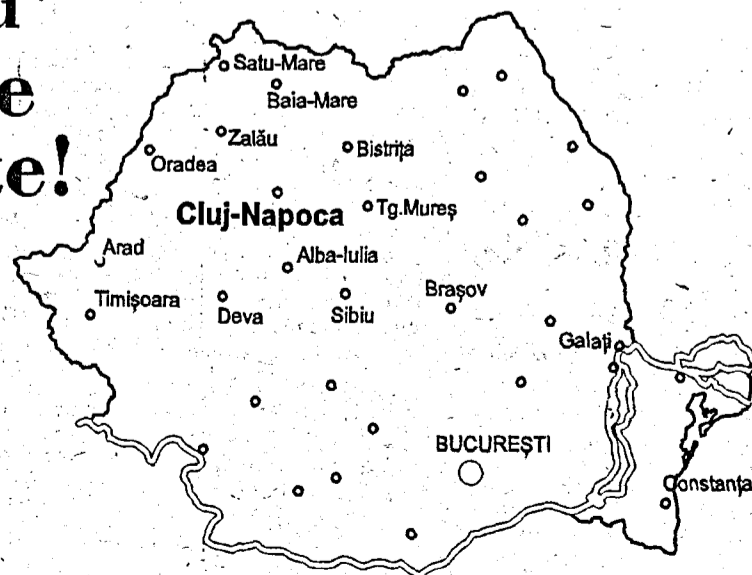 Satu-Mare
Baia-Mare
Zalău
Oradea
Bistrița
Cluj-Napoca
Tg.Mureș
Arad
Alba-Iulia
Timișoara
Deva
Sibiu
Brașov
Galați
BUCUREȘTI
Constanța